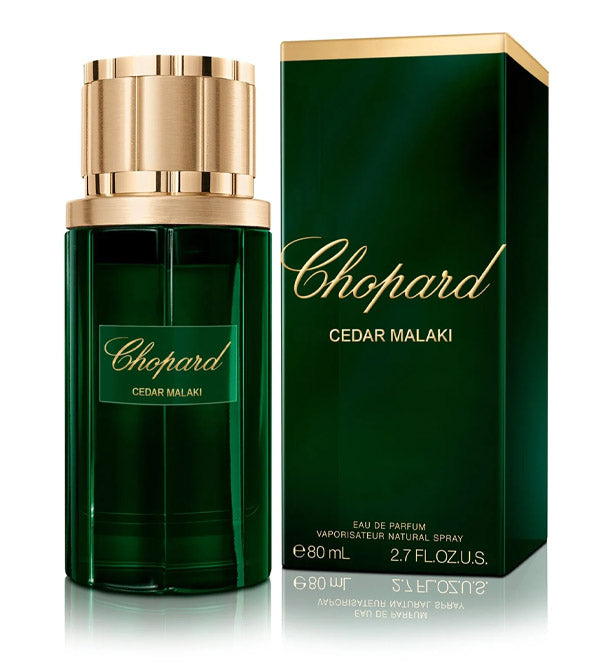 Chopard
CEDAR MALAKI
Chopard
CEDAR MALAKI
EAU DE PARFUM
VAPORISATEUR NATURAL SPRAY
℮80 mL 2.7 FL.OZ.U.S.